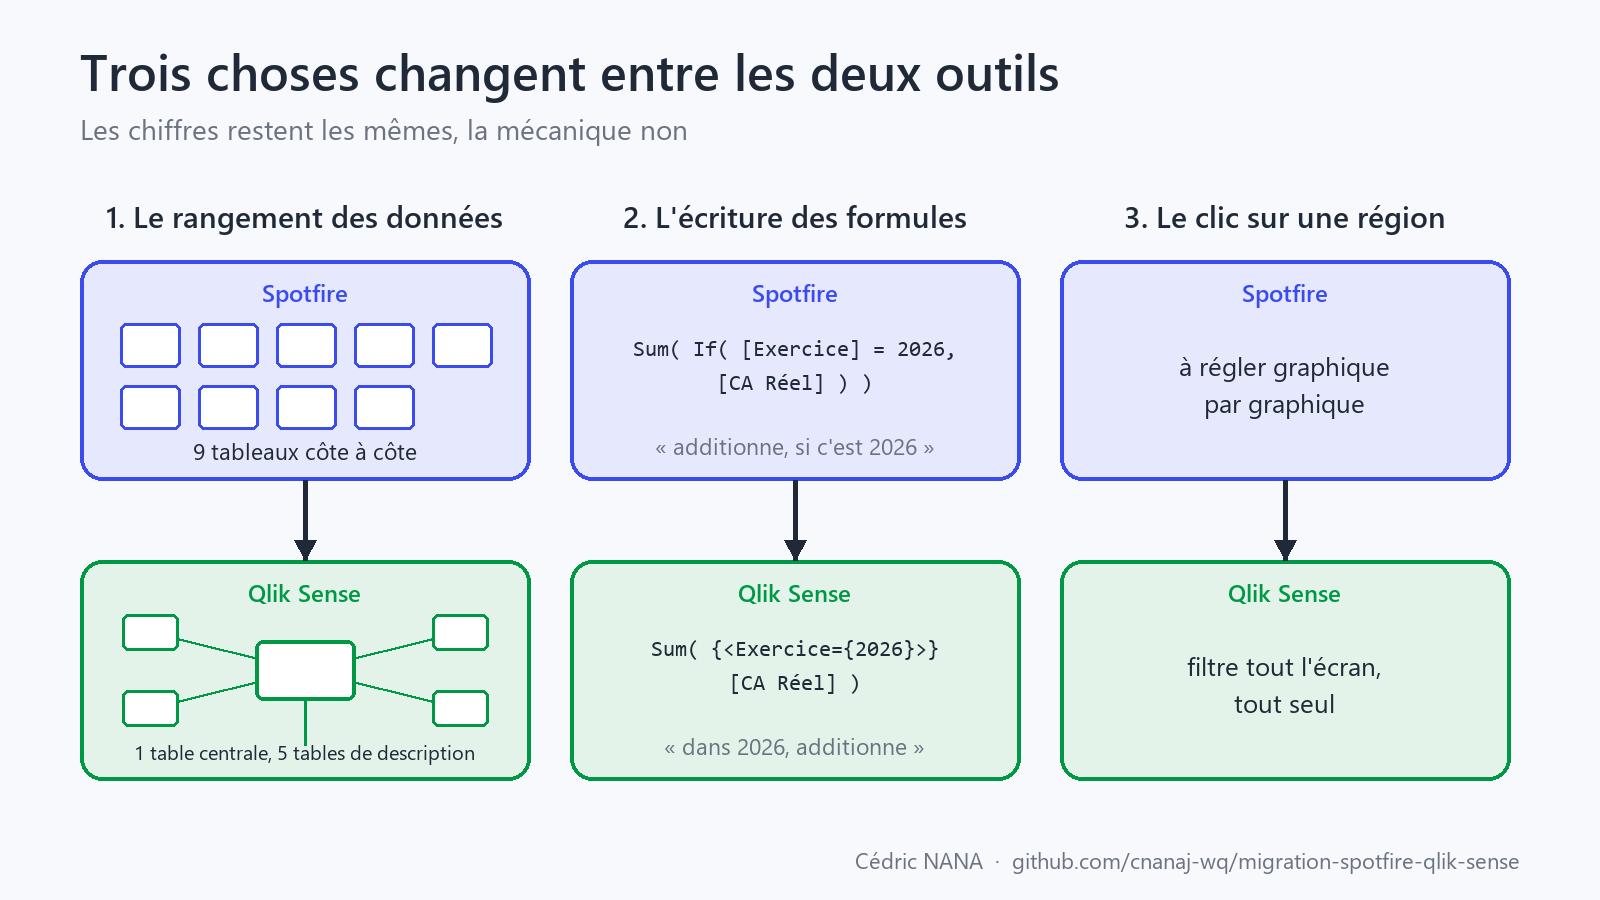 Trois choses changent entre les deux outils
Les chiffres restent les mêmes, la mécanique non
1. Le rangement des données
Spotfire
9 tableaux côte à côte
Qlik Sense
1 table centrale, 5 tables de description
2. L'écriture des formules
Spotfire
Sum( If( [Exercice] = 2026,
[CA Réel] ) )
« additionne, si c'est 2026 »
Qlik Sense
Sum( {<Exercice={2026}>}
[CA Réel] )
« dans 2026, additionne »
3. Le clic sur une région
Spotfire
à régler graphique
par graphique
Qlik Sense
filtre tout l'écran,
tout seul
Cédric NANA · github.com/cnanaj-wq/migration-spotfire-qlik-sense